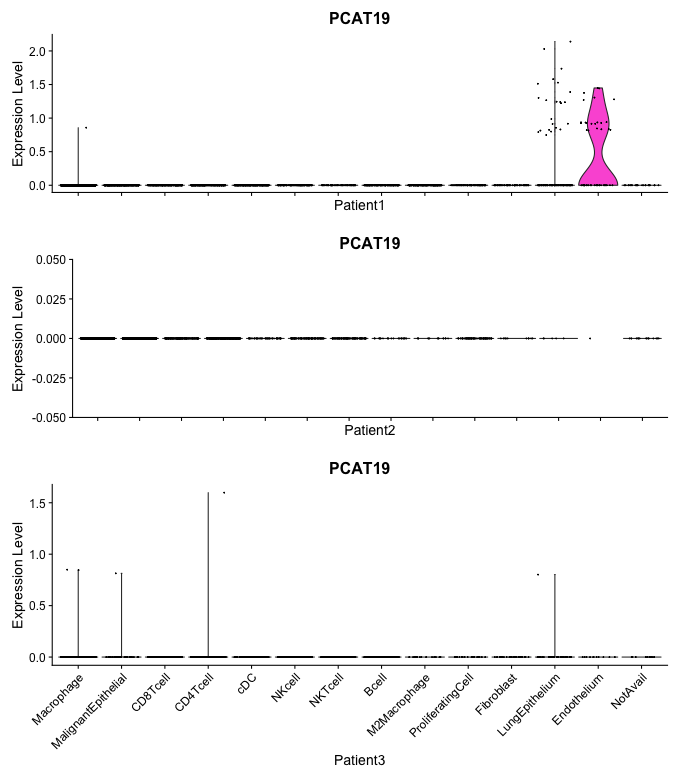 PCAT19
Expression Level
2.0
1.5
1.0
0.5
0.0
Patient1
PCAT19
Expression Level
0.050
0.025
0.000
-0.025
-0.050
Patient2
PCAT19
Expression Level
1.5
1.0
0.5
0.0
Macrophage
MalignantEpithelial
CD8Tcell
CD4Tcell
cDC
NKcell
NKTcell
Bcell
M2Macrophage
ProliferatingCell
Fibroblast
LungEpithelium
Endothelium
NotAvail
Patient3